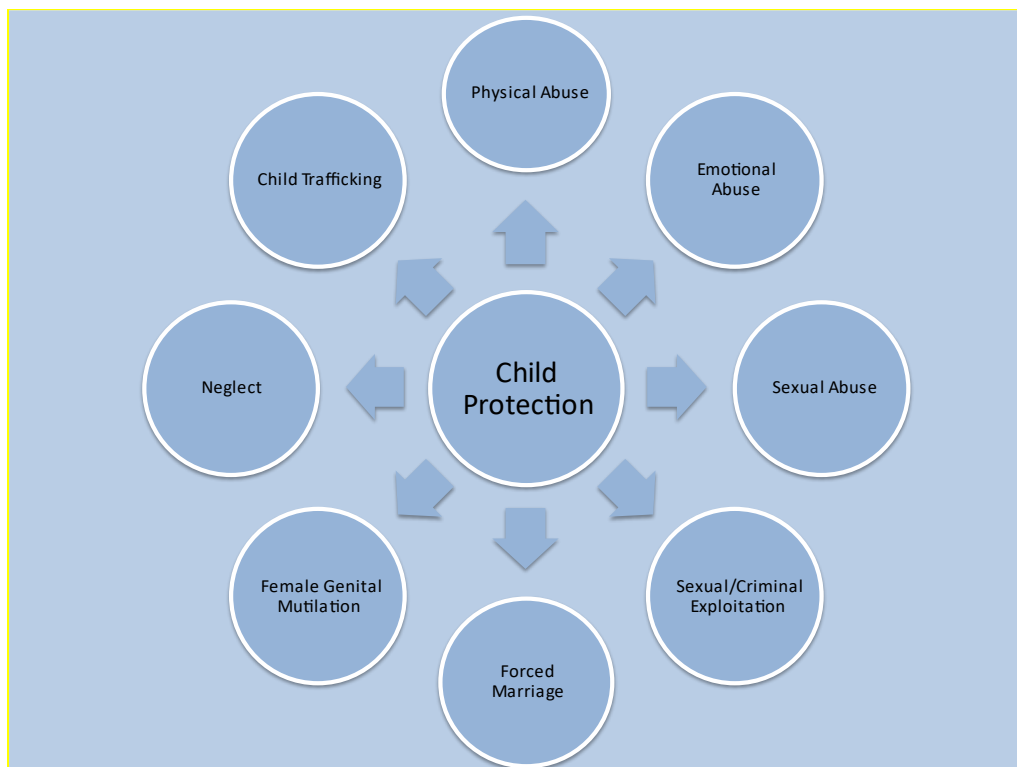 Physical Abuse
Emotional
Abuse
Child Trafficking
Child
Protection
Neglect
Sexual Abuse
Female Genital
Mutilation
Sexual/Criminal
Exploitation
Forced
Marriage